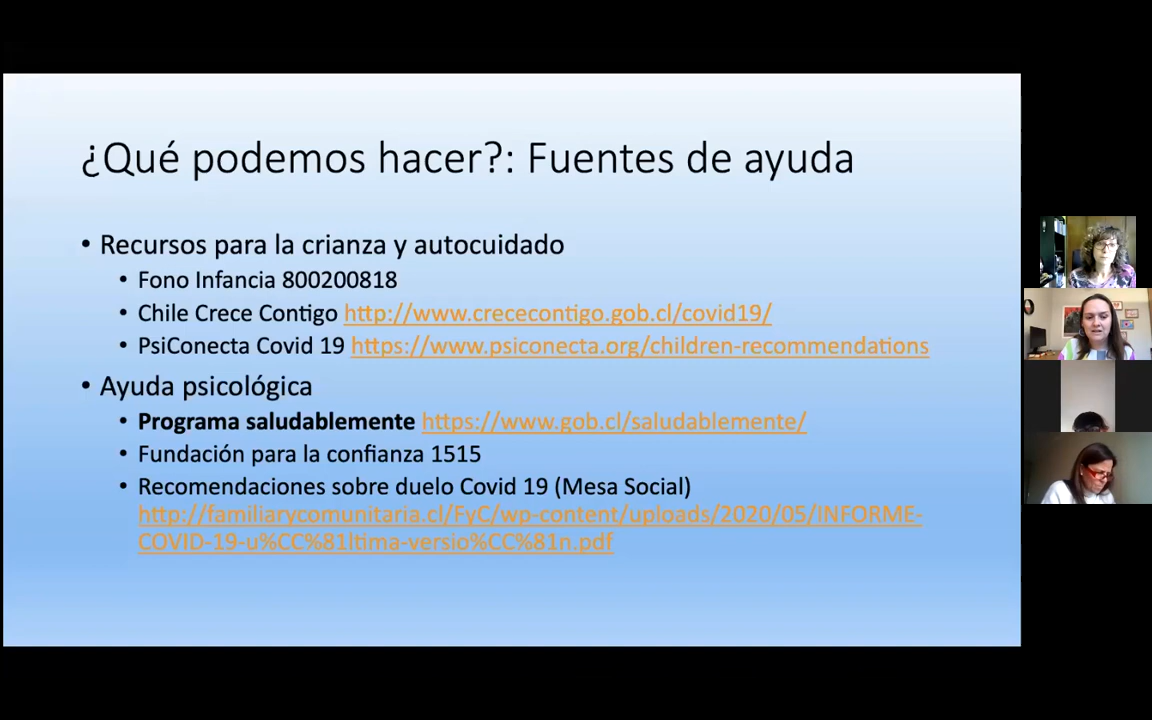 ¿Qué podemos hacer?: Fuentes de ayuda
• Recursos para la crianza y autocuidado
• Fono Infancia 800200818
• Chile Crece Contigo http://www.crececontigo.gob.cl/covid19/
• PsiConecta Covid 19 https://www.psiconecta.org/children-recommendations
• Ayuda psicológica
• Programa saludablemente https://www.gob.cl/saludablemente/
• Fundación para la confianza 1515
• Recomendaciones sobre duelo Covid 19 (Mesa Social)
http://familiarycomunitaria.cl/FyC/wp-content/uploads/2020/05/INFORME-
COVID-19-u%CC%81ltima-versio%CC%81n.pdf